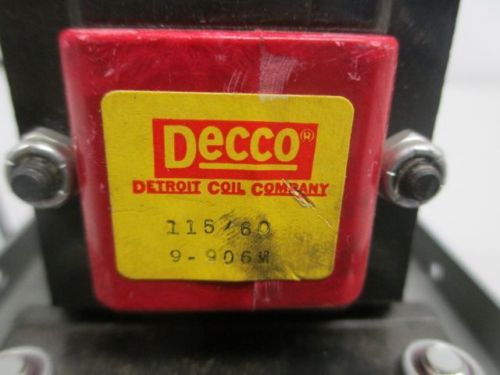 Decco®
DETROIT COIL COMPANY
115/60
9-906W